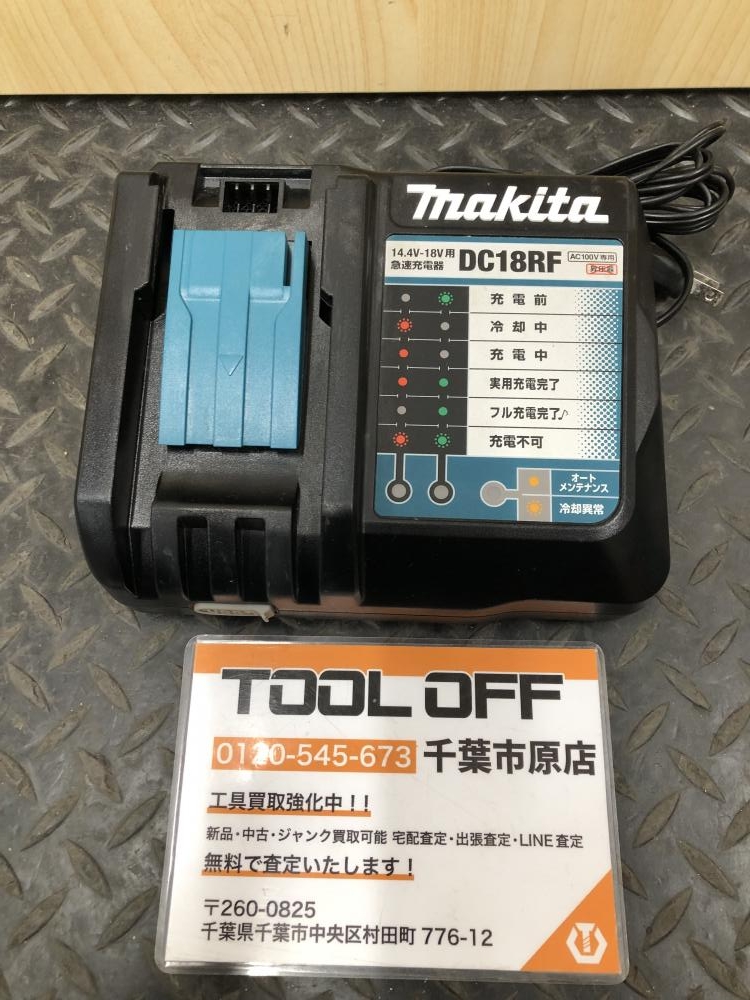 makita
14.4V-18V用
急速充電器 DC18RF AC100V専用
充電前
冷却中
充電中
実用充電完了
フル充電完了♪
充電不可
オート
メンテナンス
冷却異常
TOOL OFF
0120-545-673 千葉市原店
工具買取強化中！！
新品・中古・ジャンク買取可能 宅配査定・出張査定・LINE査定
無料で査定いたします！
〒260-0825
千葉県千葉市中央区村田町 776-12